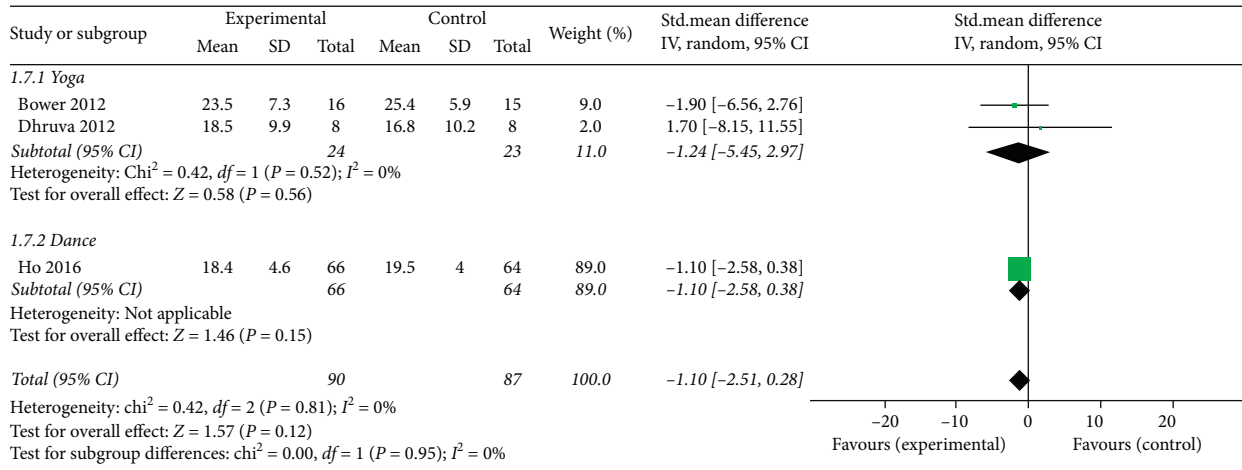 Study or subgroup Experimental Control Weight (%) Std.mean difference Std.mean difference
Mean SD Total Mean SD Total IV, random, 95% CI IV, random, 95% CI
1.7.1 Yoga
Bower 2012 23.5 7.3 16 25.4 5.9 15 9.0 –1.90 [–6.56, 2.76]
Dhruva 2012 18.5 9.9 8 16.8 10.2 8 2.0 1.70 [–8.15, 11.55]
Subtotal (95% CI) 24 23 11.0 –1.24 [–5.45, 2.97]
Heterogeneity: Chi² = 0.42, df = 1 (P = 0.52); I² = 0%
Test for overall effect: Z = 0.58 (P = 0.56)
1.7.2 Dance
Ho 2016 18.4 4.6 66 19.5 4 64 89.0 –1.10 [–2.58, 0.38]
Subtotal (95% CI) 66 64 89.0 –1.10 [–2.58, 0.38]
Heterogeneity: Not applicable
Test for overall effect: Z = 1.46 (P = 0.15)
Total (95% CI) 90 87 100.0 –1.10 [–2.51, 0.28]
Heterogeneity: chi² = 0.42, df = 2 (P = 0.81); I² = 0%
Test for overall effect: Z = 1.57 (P = 0.12)
Test for subgroup differences: chi² = 0.00, df = 1 (P = 0.95); I² = 0%
–20 –10 0 10 20
Favours (experimental) Favours (control)